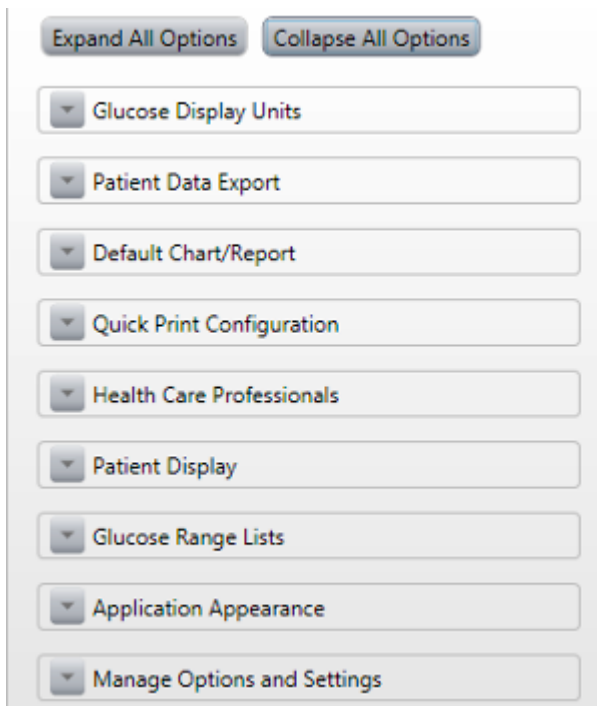 Expand All Options Collapse All Options
Glucose Display Units
Patient Data Export
Default Chart/Report
Quick Print Configuration
Health Care Professionals
Patient Display
Glucose Range Lists
Application Appearance
Manage Options and Settings